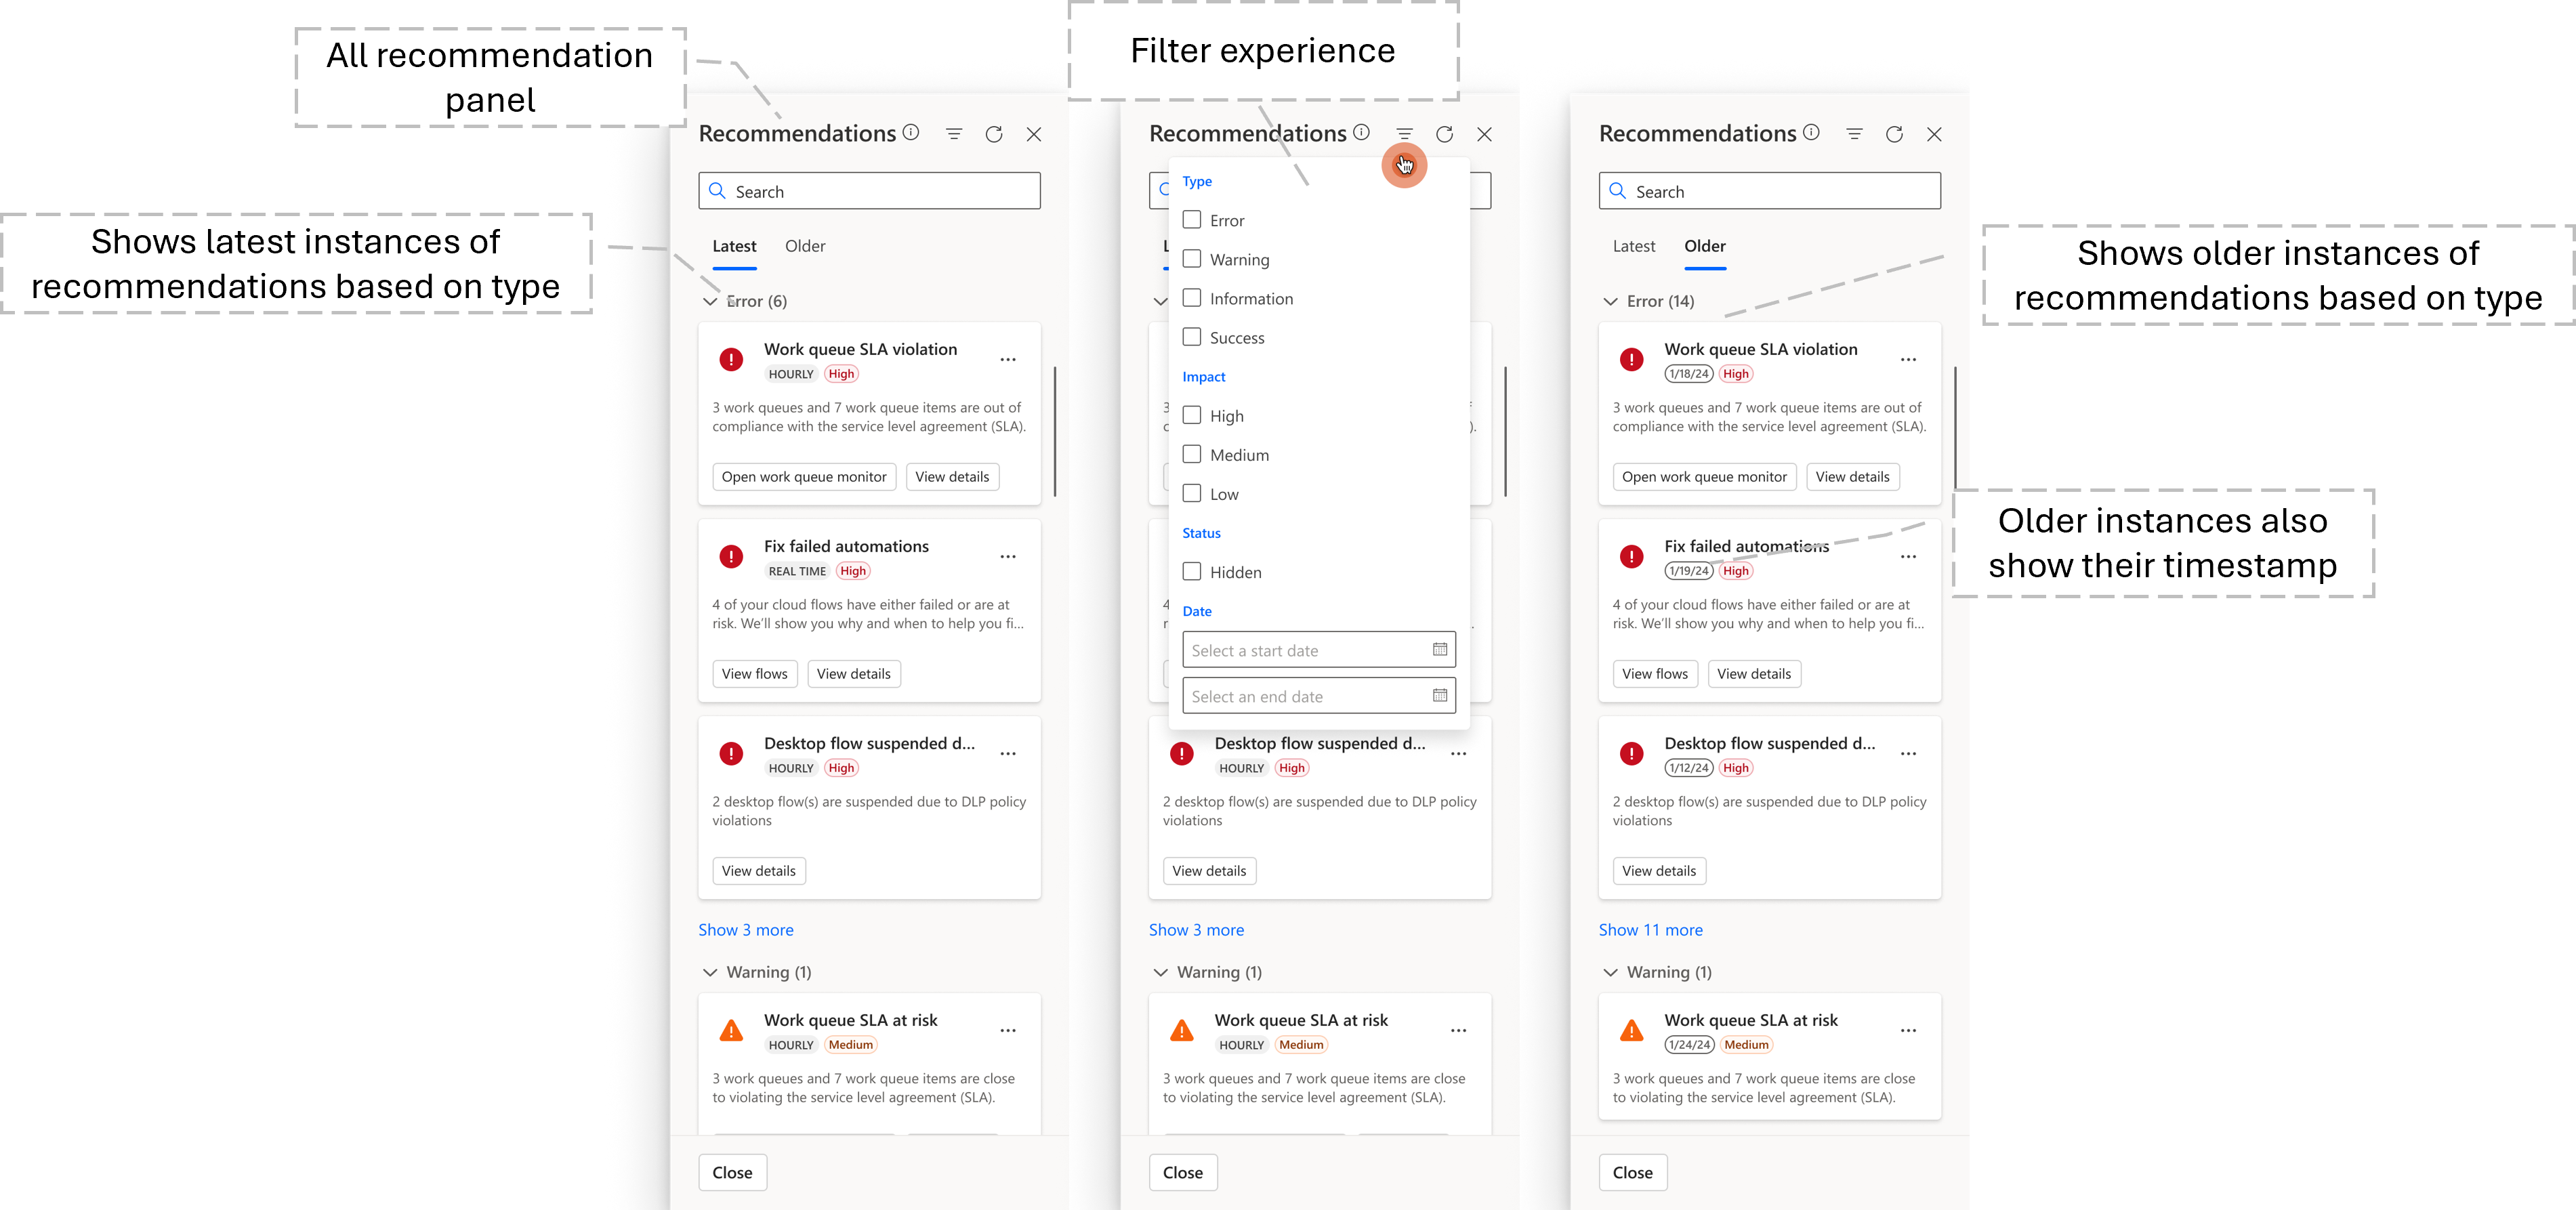 All recommendation
panel
Filter experience
Shows latest instances of
recommendations based on type
Shows older instances of
recommendations based on type
Older instances also
show their timestamp
Recommendations
Search
Latest Older
Error (6)
Work queue SLA violation
HOURLY High
3 work queues and 7 work queue items are out of
compliance with the service level agreement (SLA).
Open work queue monitor View details
Fix failed automations
REAL TIME High
4 of your cloud flows have either failed or are at
risk. We'll show you why and when to help you fi...
View flows View details
Desktop flow suspended d...
HOURLY High
2 desktop flow(s) are suspended due to DLP policy
violations
View details
Show 3 more
Warning (1)
Work queue SLA at risk
HOURLY Medium
3 work queues and 7 work queue items are close
to violating the service level agreement (SLA).
Close
Recommendations
Type
Error
Warning
Information
Success
Impact
High
Medium
Low
Status
Hidden
Date
Select a start date
Select an end date
Desktop flow suspended d...
HOURLY High
2 desktop flow(s) are suspended due to DLP policy
violations
View details
Show 3 more
Warning (1)
Work queue SLA at risk
HOURLY Medium
3 work queues and 7 work queue items are close
to violating the service level agreement (SLA).
Close
Recommendations
Search
Latest Older
Error (14)
Work queue SLA violation
1/18/24 High
3 work queues and 7 work queue items are out of
compliance with the service level agreement (SLA).
Open work queue monitor View details
Fix failed automations
1/19/24 High
4 of your cloud flows have either failed or are at
risk. We'll show you why and when to help you fi...
View flows View details
Desktop flow suspended d...
1/12/24 High
2 desktop flow(s) are suspended due to DLP policy
violations
View details
Show 11 more
Warning (1)
Work queue SLA at risk
1/24/24 Medium
3 work queues and 7 work queue items are close
to violating the service level agreement (SLA).
Close